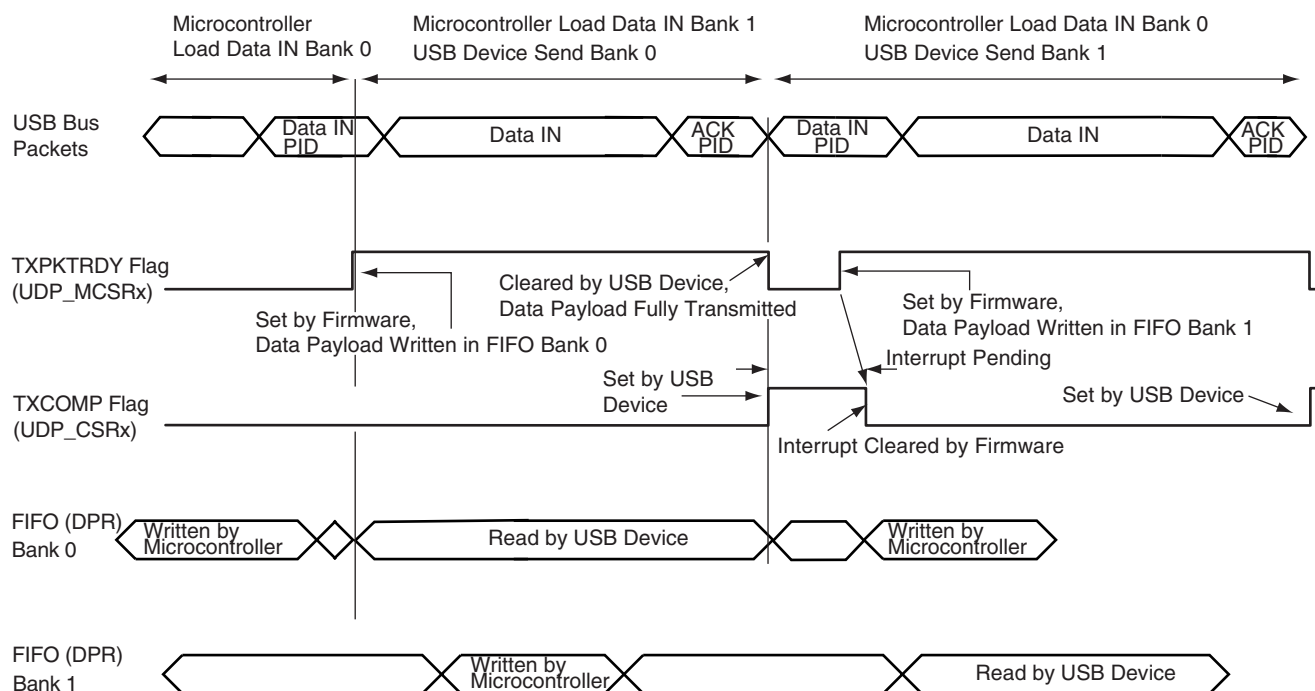 Microcontroller
Load Data IN Bank 0
Microcontroller Load Data IN Bank 1
USB Device Send Bank 0
Microcontroller Load Data IN Bank 0
USB Device Send Bank 1
USB Bus
Packets
Data IN
PID
Data IN
ACK
PID
Data IN
PID
Data IN
ACK
PID
TXPKTRDY Flag
(UDP_MCSRx)
Set by Firmware,
Data Payload Written in FIFO Bank 0
Cleared by USB Device,
Data Payload Fully Transmitted
Set by Firmware,
Data Payload Written in FIFO Bank 1
Interrupt Pending
TXCOMP Flag
(UDP_CSRx)
Set by USB
Device
Set by USB Device
Interrupt Cleared by Firmware
FIFO (DPR)
Bank 0
Written by
Microcontroller
Read by USB Device
Written by
Microcontroller
FIFO (DPR)
Bank 1
Written by
Microcontroller
Read by USB Device